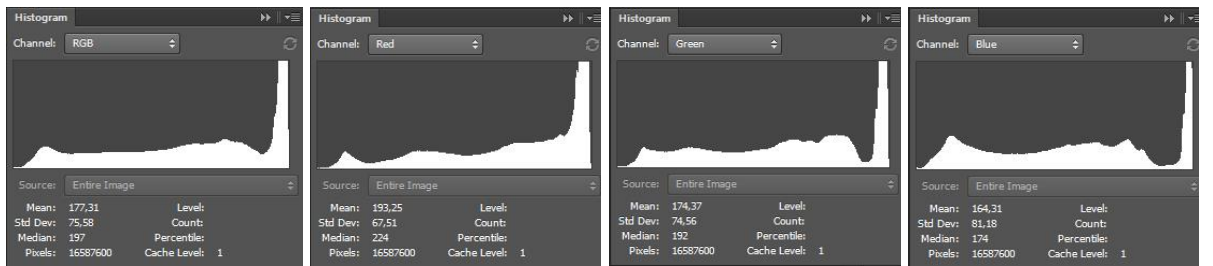 Histogram
Channel: RGB
Source: Entire Image
Mean: 177,31 Level:
Std Dev: 75,58 Count:
Median: 197 Percentile:
Pixels: 16587600 Cache Level: 1
Histogram
Channel: Red
Source: Entire Image
Mean: 193,25 Level:
Std Dev: 67,51 Count:
Median: 224 Percentile:
Pixels: 16587600 Cache Level: 1
Histogram
Channel: Green
Source: Entire Image
Mean: 174,37 Level:
Std Dev: 74,56 Count:
Median: 192 Percentile:
Pixels: 16587600 Cache Level: 1
Histogram
Channel: Blue
Source: Entire Image
Mean: 164,31 Level:
Std Dev: 81,18 Count:
Median: 174 Percentile:
Pixels: 16587600 Cache Level: 1